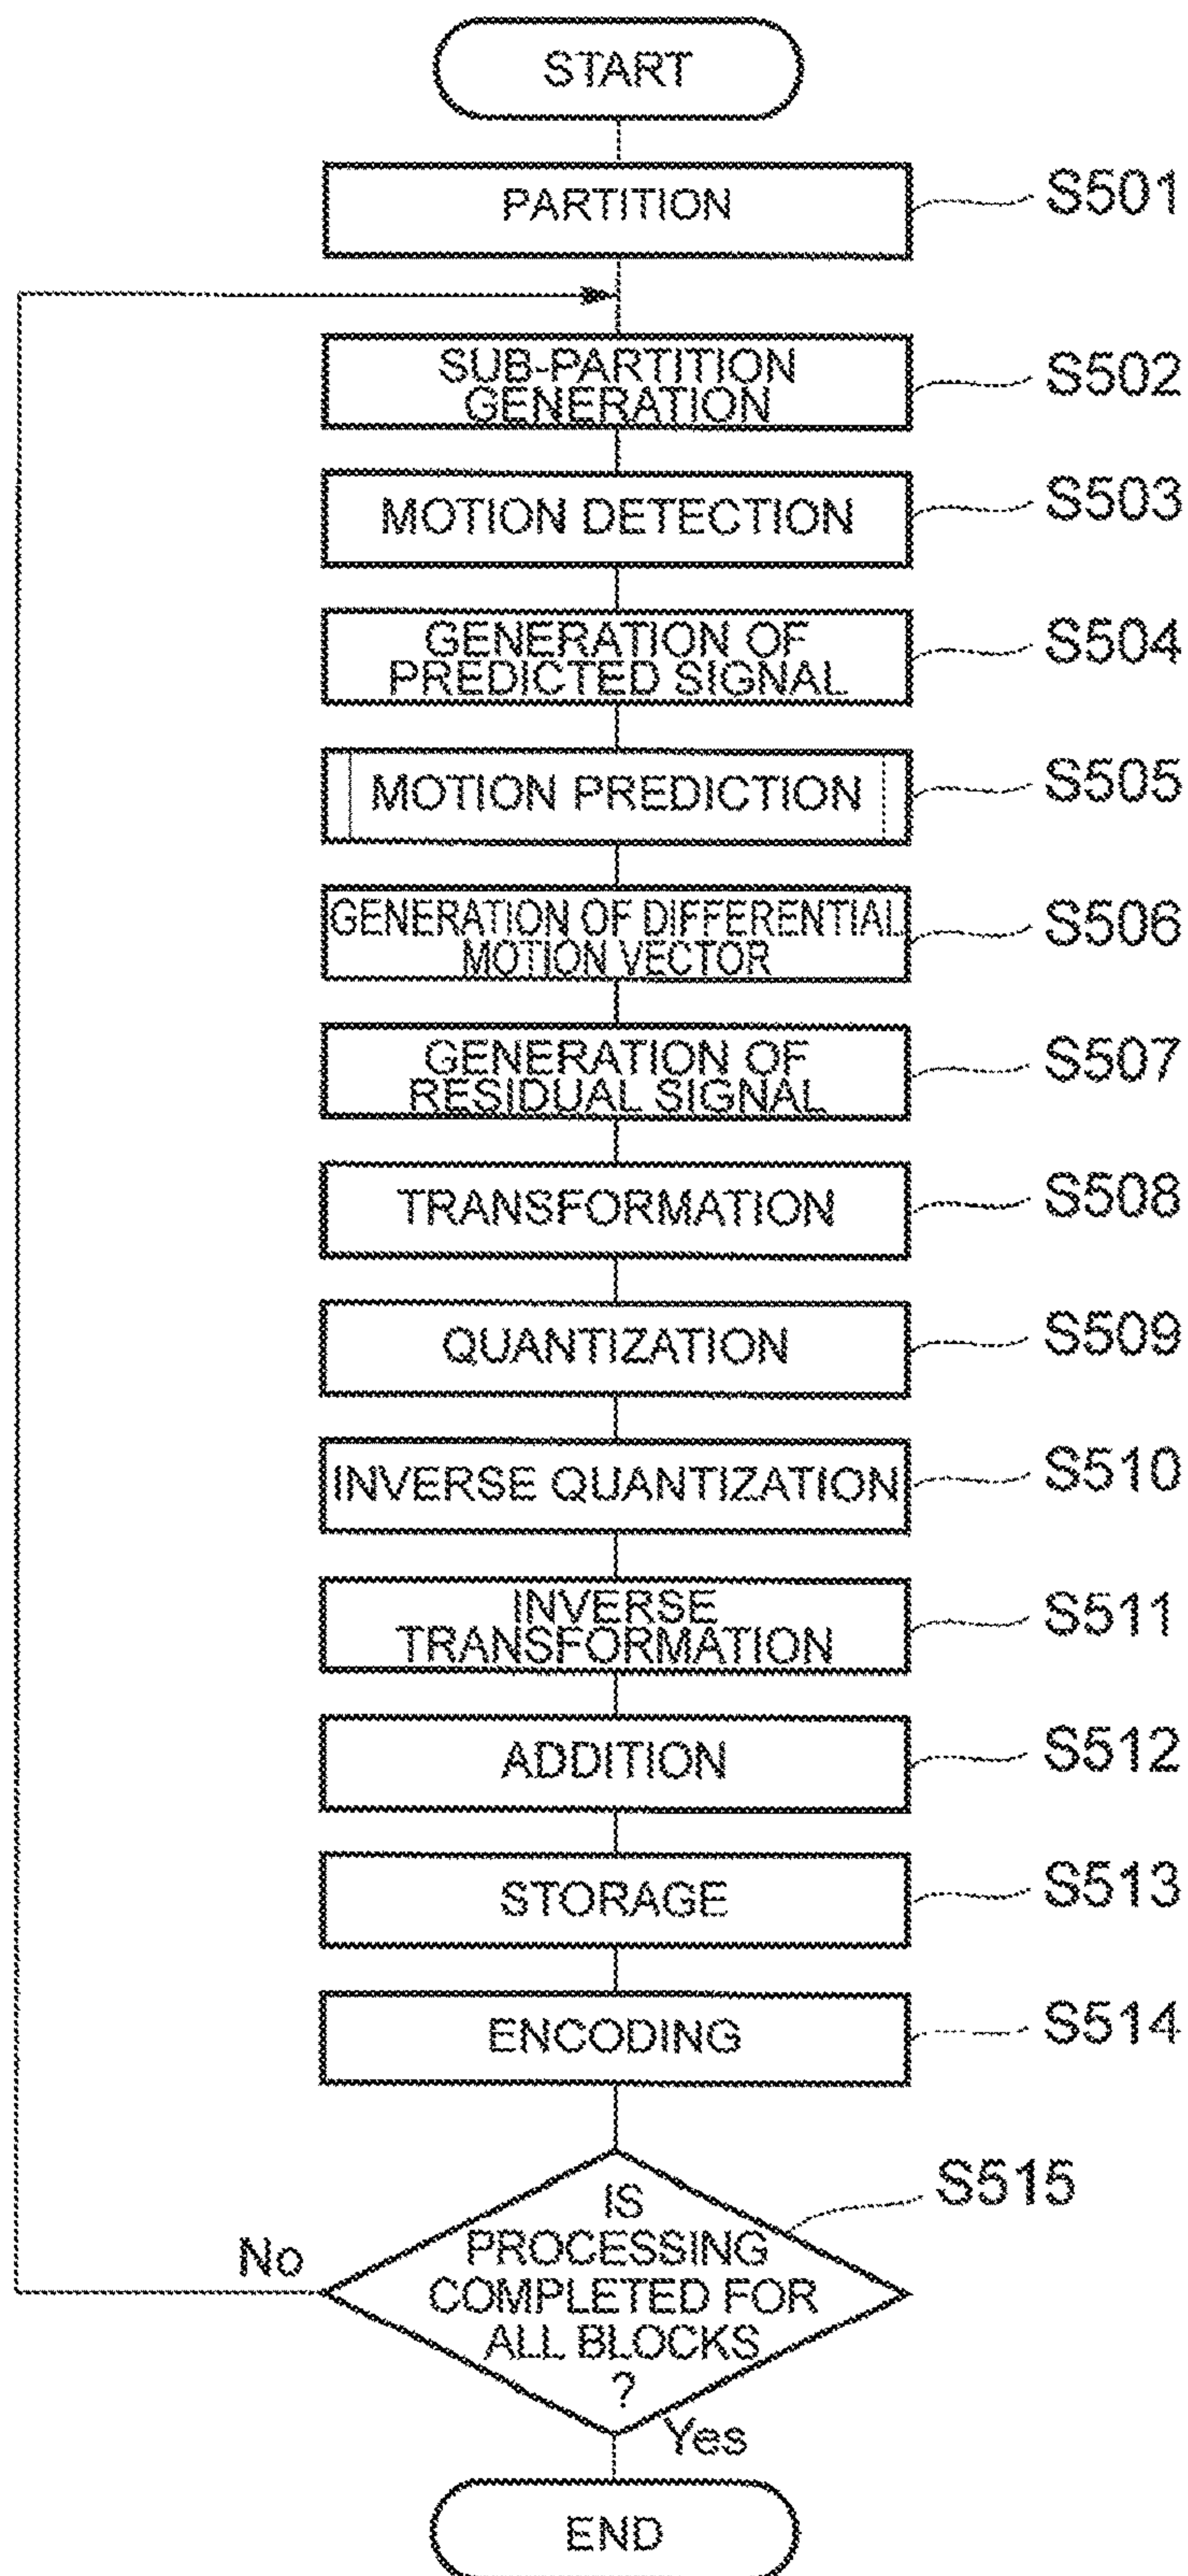 START
PARTITION
S501
SUB-PARTITION
GENERATION
S502
MOTION DETECTION
S503
GENERATION OF
PREDICTED SIGNAL
S504
MOTION PREDICTION
S505
GENERATION OF DIFFERENTIAL
MOTION VECTOR
S506
GENERATION OF
RESIDUAL SIGNAL
S507
TRANSFORMATION
S508
QUANTIZATION
S509
INVERSE QUANTIZATION
S510
INVERSE
TRANSFORMATION
S511
ADDITION
S512
STORAGE
S513
ENCODING
S514
S515
IS
PROCESSING
COMPLETED FOR
ALL BLOCKS
?
No
Yes
END